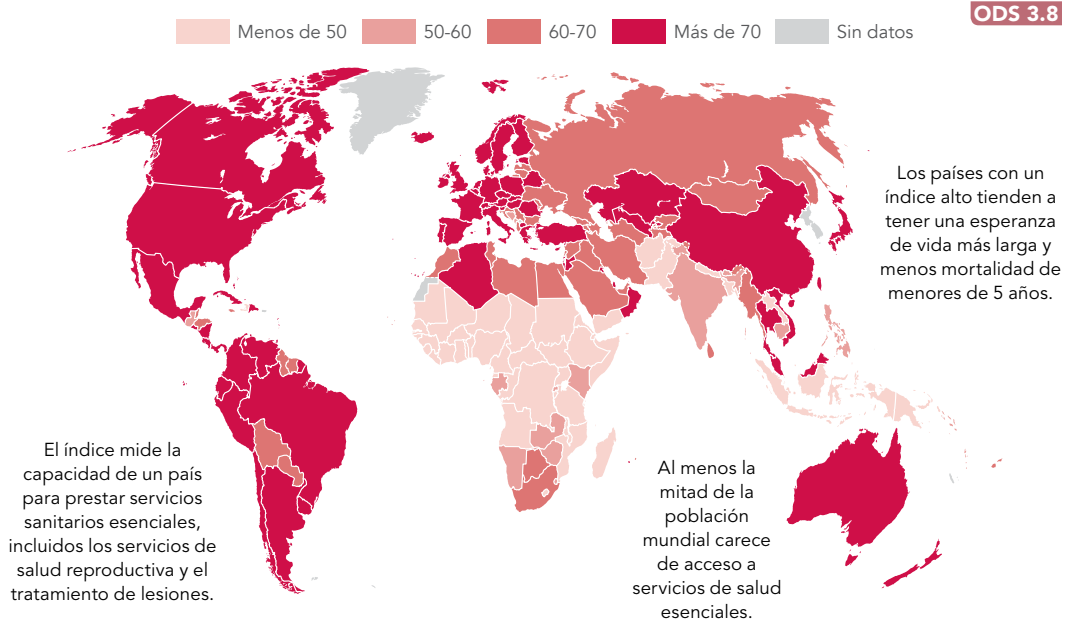 ODS 3.8
Menos de 50
50-60
60-70
Más de 70
Sin datos
Los países con un
índice alto tienden a
tener una esperanza
de vida más larga y
menos mortalidad de
menores de 5 años.
El índice mide la
capacidad de un país
para prestar servicios
sanitarios esenciales,
incluidos los servicios de
salud reproductiva y el
tratamiento de lesiones.
Al menos la
mitad de la
población
mundial carece
de acceso a
servicios de salud
esenciales.